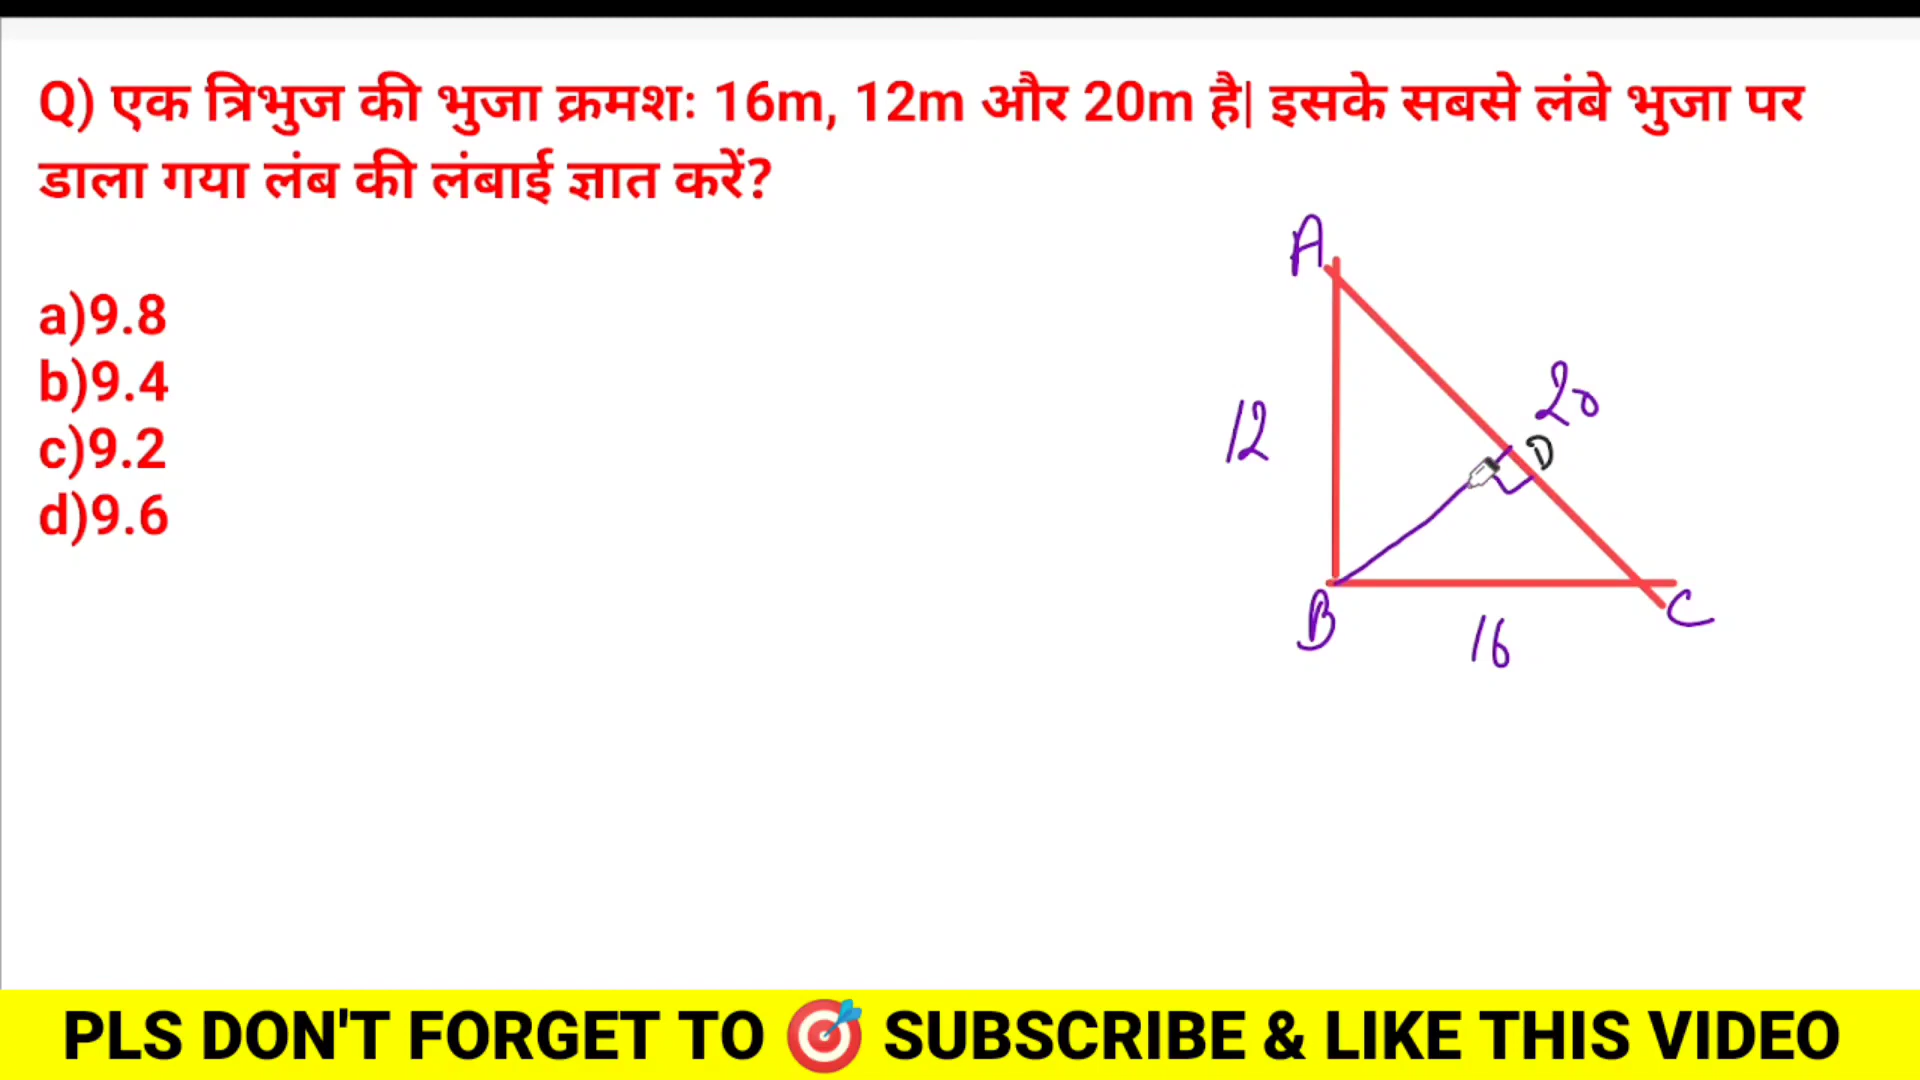 Q) एक त्रिभुज की भुजा क्रमश: 16m, 12m और 20m है| इसके सबसे लंबे भुजा पर
डाला गया लंब की लंबाई ज्ञात करें?
a)9.8
b)9.4
c)9.2
d)9.6
A
20
12
D
B
C
16
PLS DON'T FORGET TO 🎯 SUBSCRIBE & LIKE THIS VIDEO